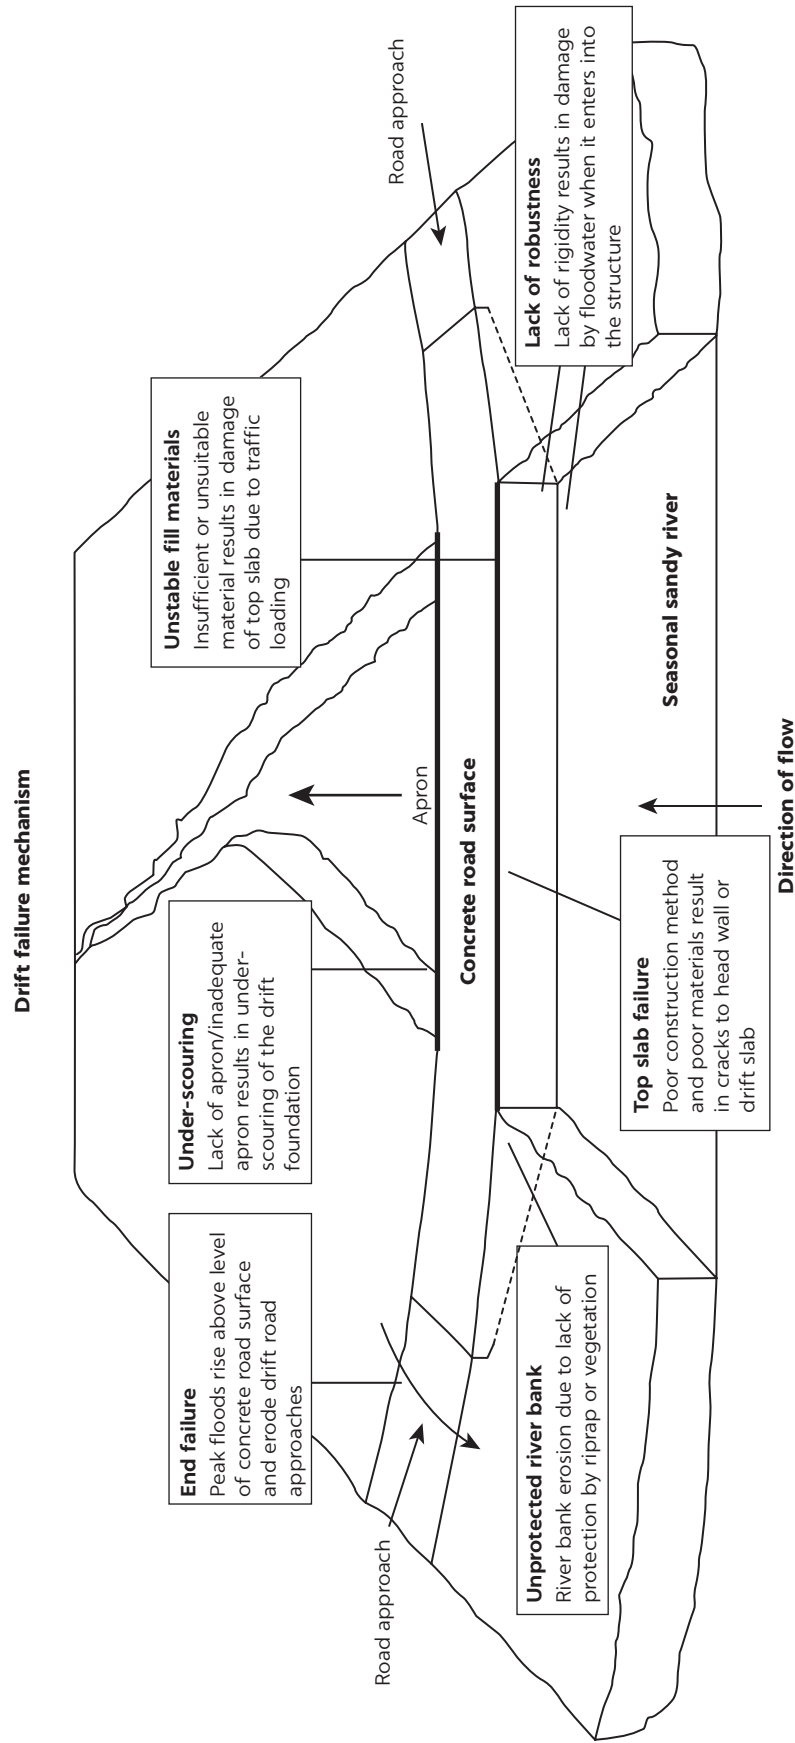 Drift failure mechanism
End failure
Peak floods rise above level
of concrete road surface
and erode drift road
approaches
Under-scouring
Lack of apron/inadequate
apron results in under-
scouring of the drift
foundation
Unstable fill materials
Insufficient or unsuitable
material results in damage
of top slab due to traffic
loading
Road approach
Apron
Road approach
Concrete road surface
Unprotected river bank
River bank erosion due to lack of
protection by riprap or vegetation
Top slab failure
Poor construction method
and poor materials result
in cracks to head wall or
drift slab
Lack of robustness
Lack of rigidity results in damage
by floodwater when it enters into
the structure
Seasonal sandy river
Direction of flow